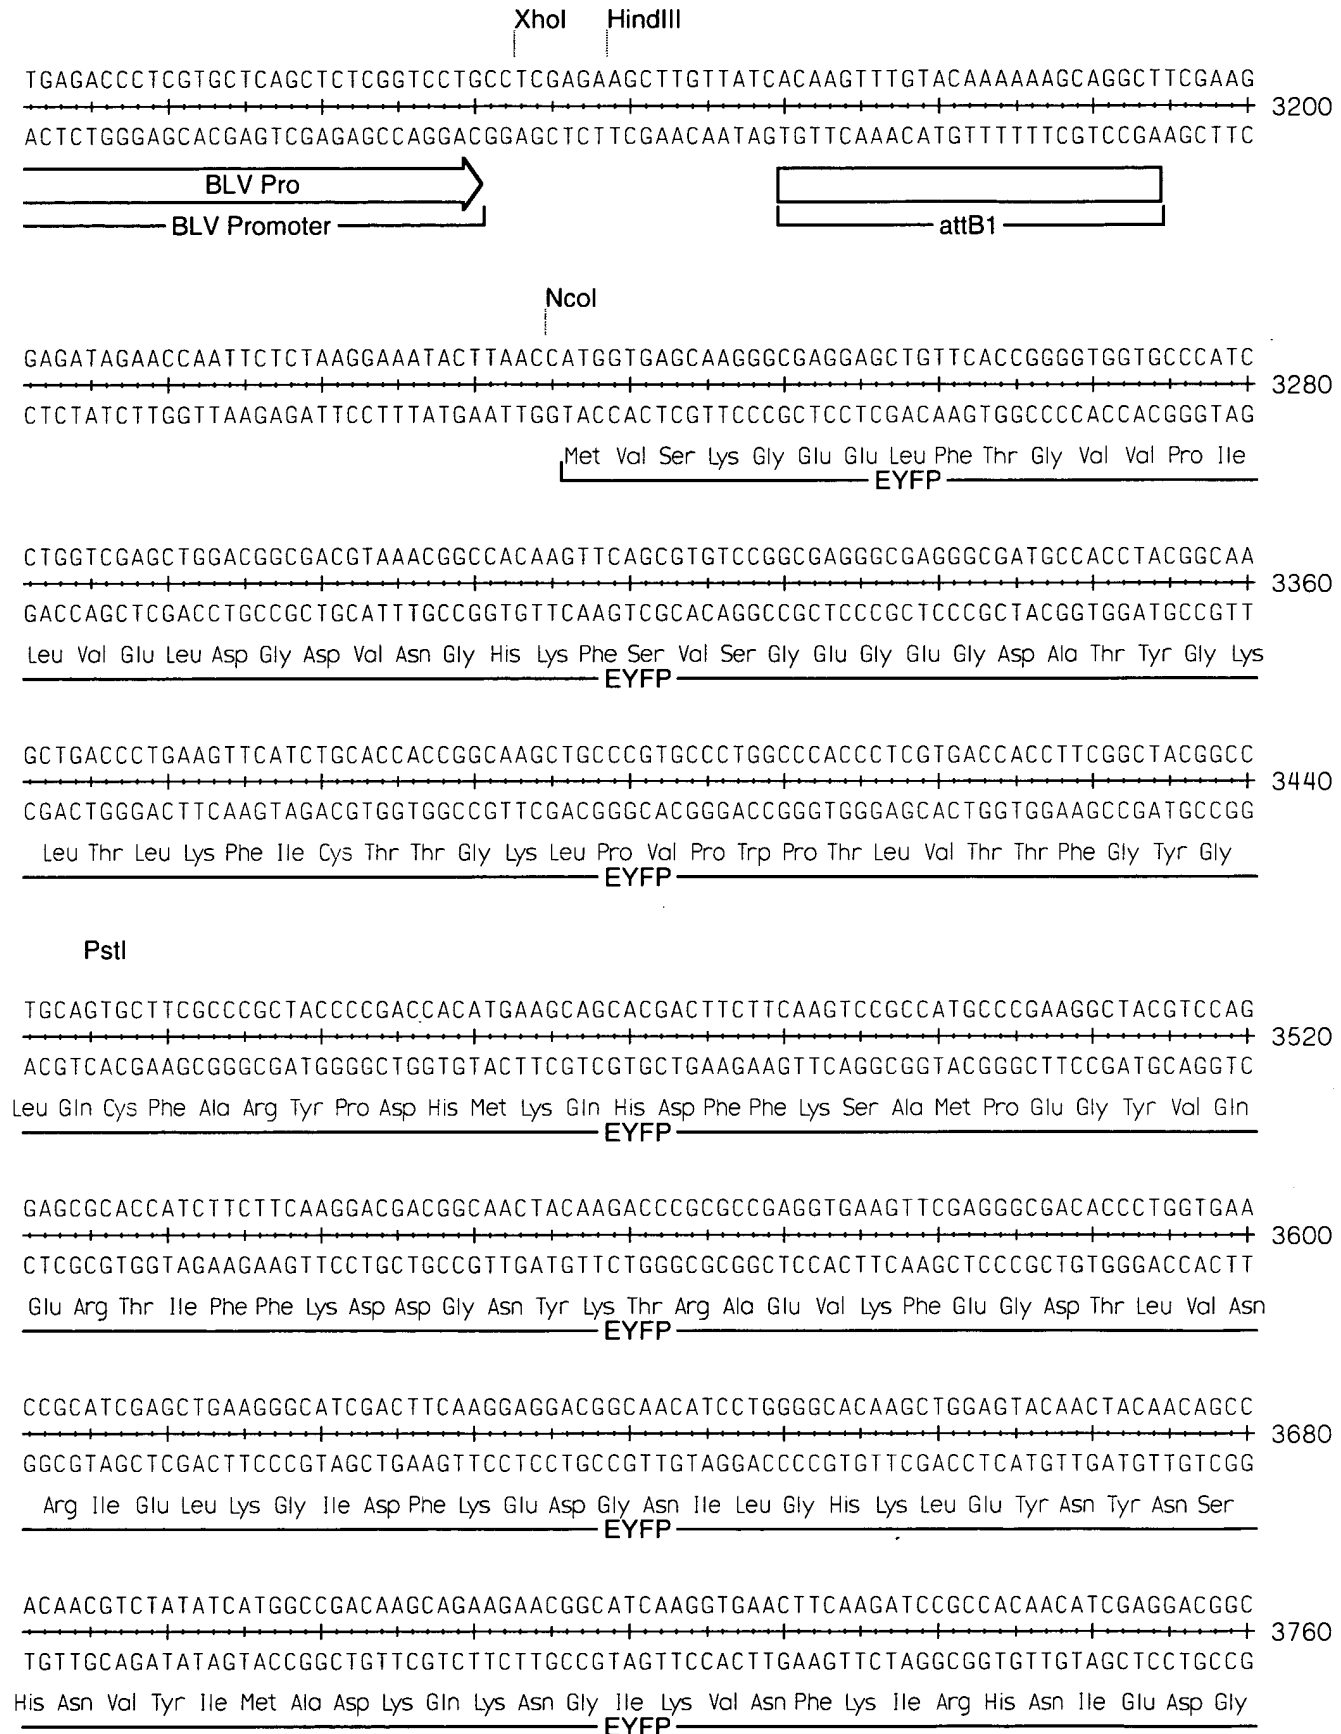 XhoI HindIII
TGAGACCCTCGTGCTCAGCTCTCGGTCCTGCCTCGAGAAGCTTGTTATCACAAGTTTGTACAAAAAAGCAGGCTTCGAAG
3200
ACTCTGGGAGCACGAGTCGAGAGCCAGGACGGAGCTCTTCGAACAATAGTGTTCAAACATGTTTTTTCGTCCGAAGCTTC
BLV Pro
BLV Promoter attB1
NcoI
GAGATAGAACCAATTCTCTAAGGAAATACTTAACCATGGTGAGCAAGGGCGAGGAGCTGTTCACCGGGGTGGTGCCCATC
3280
CTCTATCTTGGTTAAGAGATTCCTTTATGAATTGGTACCACTCGTTCCCGCTCCTCGACAAGTGGCCCCACCACGGGTAG
Met Val Ser Lys Gly Glu Glu Leu Phe Thr Gly Val Val Pro Ile
EYFP
CTGGTCGAGCTGGACGGCGACGTAAACGGCCACAAGTTCAGCGTGTCCGGCGAGGGCGAGGGCGATGCCACCTACGGCAA
3360
GACCAGCTCGACCTGCCGCTGCATTTGCCGGTGTTCAAGTCGCACAGGCCGCTCCCGCTCCCGCTACGGTGGATGCCGTT
Leu Val Glu Leu Asp Gly Asp Val Asn Gly His Lys Phe Ser Val Ser Gly Glu Gly Glu Gly Asp Ala Thr Tyr Gly Lys
EYFP
GCTGACCCTGAAGTTCATCTGCACCACCGGCAAGCTGCCCGTGCCCTGGCCCACCCTCGTGACCACCTTCGGCTACGGCC
3440
CGACTGGGACTTCAAGTAGACGTGGTGGCCGTTCGACGGGCACGGGACCGGGTGGGAGCACTGGTGGAAGCCGATGCCGG
Leu Thr Leu Lys Phe Ile Cys Thr Thr Gly Lys Leu Pro Val Pro Trp Pro Thr Leu Val Thr Thr Phe Gly Tyr Gly
EYFP
PstI
TGCAGTGCTTCGCCCGCTACCCCGACCACATGAAGCAGCACGACTTCTTCAAGTCCGCCATGCCCGAAGGCTACGTCCAG
3520
ACGTCACGAAGCGGGCGATGGGGCTGGTGTACTTCGTCGTGCTGAAGAAGTTCAGGCGGTACGGGCTTCCGATGCAGGTC
Leu Gln Cys Phe Ala Arg Tyr Pro Asp His Met Lys Gln His Asp Phe Phe Lys Ser Ala Met Pro Glu Gly Tyr Val Gln
EYFP
GAGCGCACCATCTTCTTCAAGGACGACGGCAACTACAAGACCCGCGCCGAGGTGAAGTTCGAGGGCGACACCCTGGTGAA
3600
CTCGCGTGGTAGAAGAAGTTCCTGCTGCCGTTGATGTTCTGGGCGCGGCTCCACTTCAAGCTCCCGCTGTGGGACCACTT
Glu Arg Thr Ile Phe Phe Lys Asp Asp Gly Asn Tyr Lys Thr Arg Ala Glu Val Lys Phe Glu Gly Asp Thr Leu Val Asn
EYFP
CCGCATCGAGCTGAAGGGCATCGACTTCAAGGAGGACGGCAACATCCTGGGGCACAAGCTGGAGTACAACTACAACAGCC
3680
GGCGTAGCTCGACTTCCCGTAGCTGAAGTTCCTCCTGCCGTTGTAGGACCCCGTGTTCGACCTCATGTTGATGTTGTCGG
Arg Ile Glu Leu Lys Gly Ile Asp Phe Lys Glu Asp Gly Asn Ile Leu Gly His Lys Leu Glu Tyr Asn Tyr Asn Ser
EYFP
ACAACGTCTATATCATGGCCGACAAGCAGAAGAACGGCATCAAGGTGAACTTCAAGATCCGCCACAACATCGAGGACGGC
3760
TGTTGCAGATATAGTACCGGCTGTTCGTCTTCTTGCCGTAGTTCCACTTGAAGTTCTAGGCGGTGTTGTAGCTCCTGCCG
His Asn Val Tyr Ile Met Ala Asp Lys Gln Lys Asn Gly Ile Lys Val Asn Phe Lys Ile Arg His Asn Ile Glu Asp Gly
EYFP